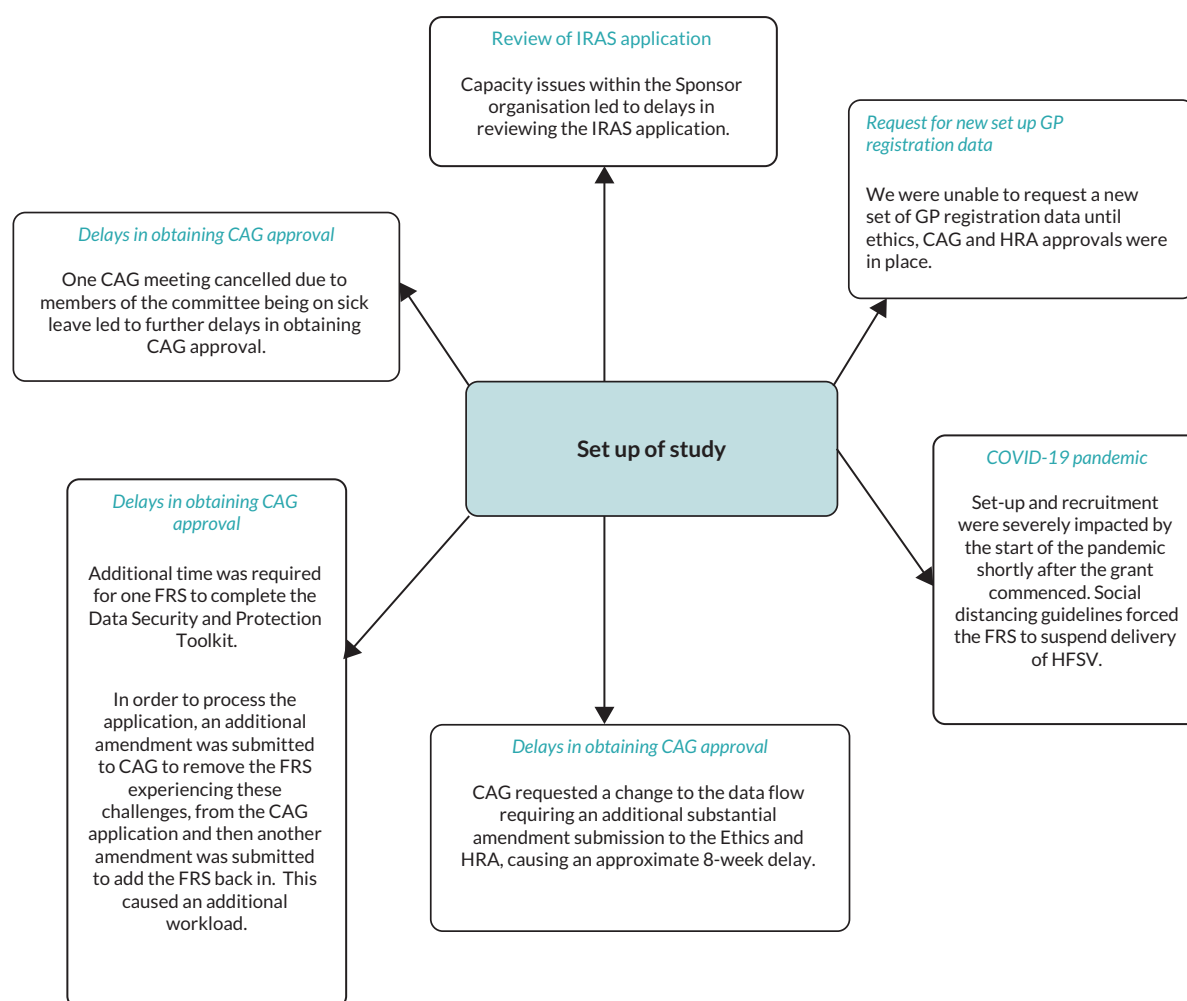 Review of IRAS application
Capacity issues within the Sponsor
organisation led to delays in
reviewing the IRAS application.
Request for new set up GP
registration data
We were unable to request a new
set of GP registration data until
ethics, CAG and HRA approvals were
in place.
Delays in obtaining CAG approval
One CAG meeting cancelled due to
members of the committee being on sick
leave led to further delays in obtaining
CAG approval.
Set up of study
COVID-19 pandemic
Set-up and recruitment
were severely impacted by
the start of the pandemic
shortly after the grant
commenced. Social
distancing guidelines forced
the FRS to suspend delivery
of HFSV.
Delays in obtaining CAG
approval
Additional time was required
for one FRS to complete the
Data Security and Protection
Toolkit.
In order to process the
application, an additional
amendment was submitted
to CAG to remove the FRS
experiencing these
challenges, from the CAG
application and then another
amendment was submitted
to add the FRS back in. This
caused an additional
workload.
Delays in obtaining CAG approval
CAG requested a change to the data flow
requiring an additional substantial
amendment submission to the Ethics and
HRA, causing an approximate 8-week delay.